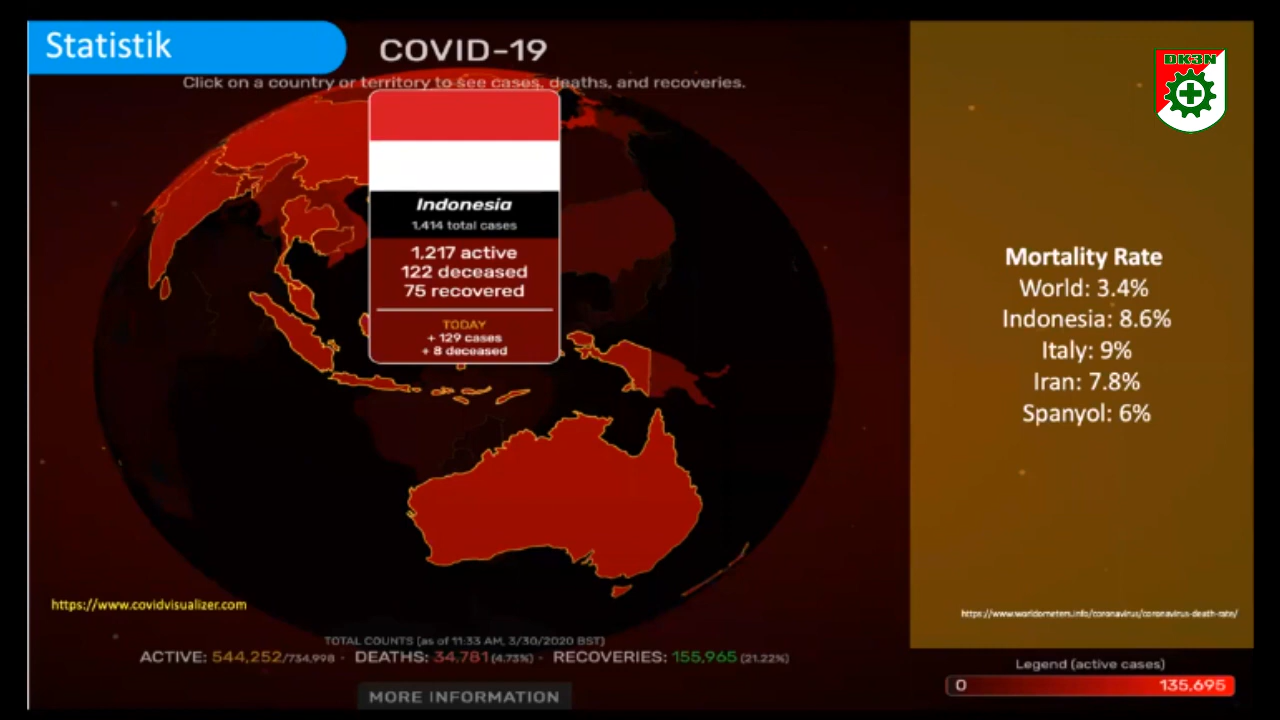 Statistik
COVID-19
Click on a country or territory to see cases, deaths, and recoveries.
Indonesia
1,414 total cases
1,217 active
122 deceased
75 recovered
TODAY
+ 129 cases
+ 8 deceased
https://www.covidvisualizer.com
TOTAL COUNTS (as of 11:33 AM, 3/30/2020 BST)
ACTIVE: 544,252/734,998 - DEATHS: 34,781 (4.73%) - RECOVERIES: 155,965 (21.22%)
MORE INFORMATION
DK3N
Mortality Rate
World: 3.4%
Indonesia: 8.6%
Italy: 9%
Iran: 7.8%
Spanyol: 6%
https://www.worldometers.info/coronavirus/coronavirus-death-rate/
Legend (active cases)
0 135,695